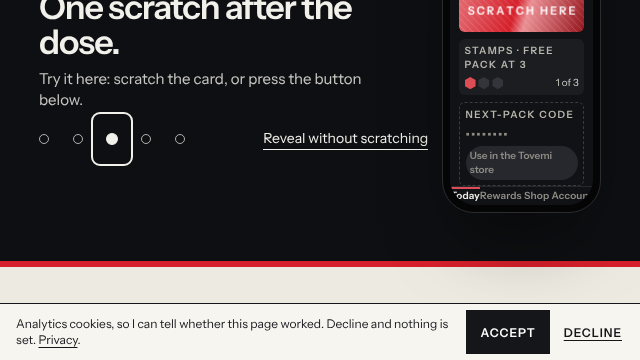 One scratch after the
dose.
Try it here: scratch the card, or press the button
below.
Reveal without scratching
SCRATCH HERE
STAMPS · FREE
PACK AT 3
1 of 3
NEXT-PACK CODE
Use in the Tovemi
store
Today Rewards Shop Account
Analytics cookies, so I can tell whether this page worked. Decline and nothing is
set. Privacy.
ACCEPT
DECLINE